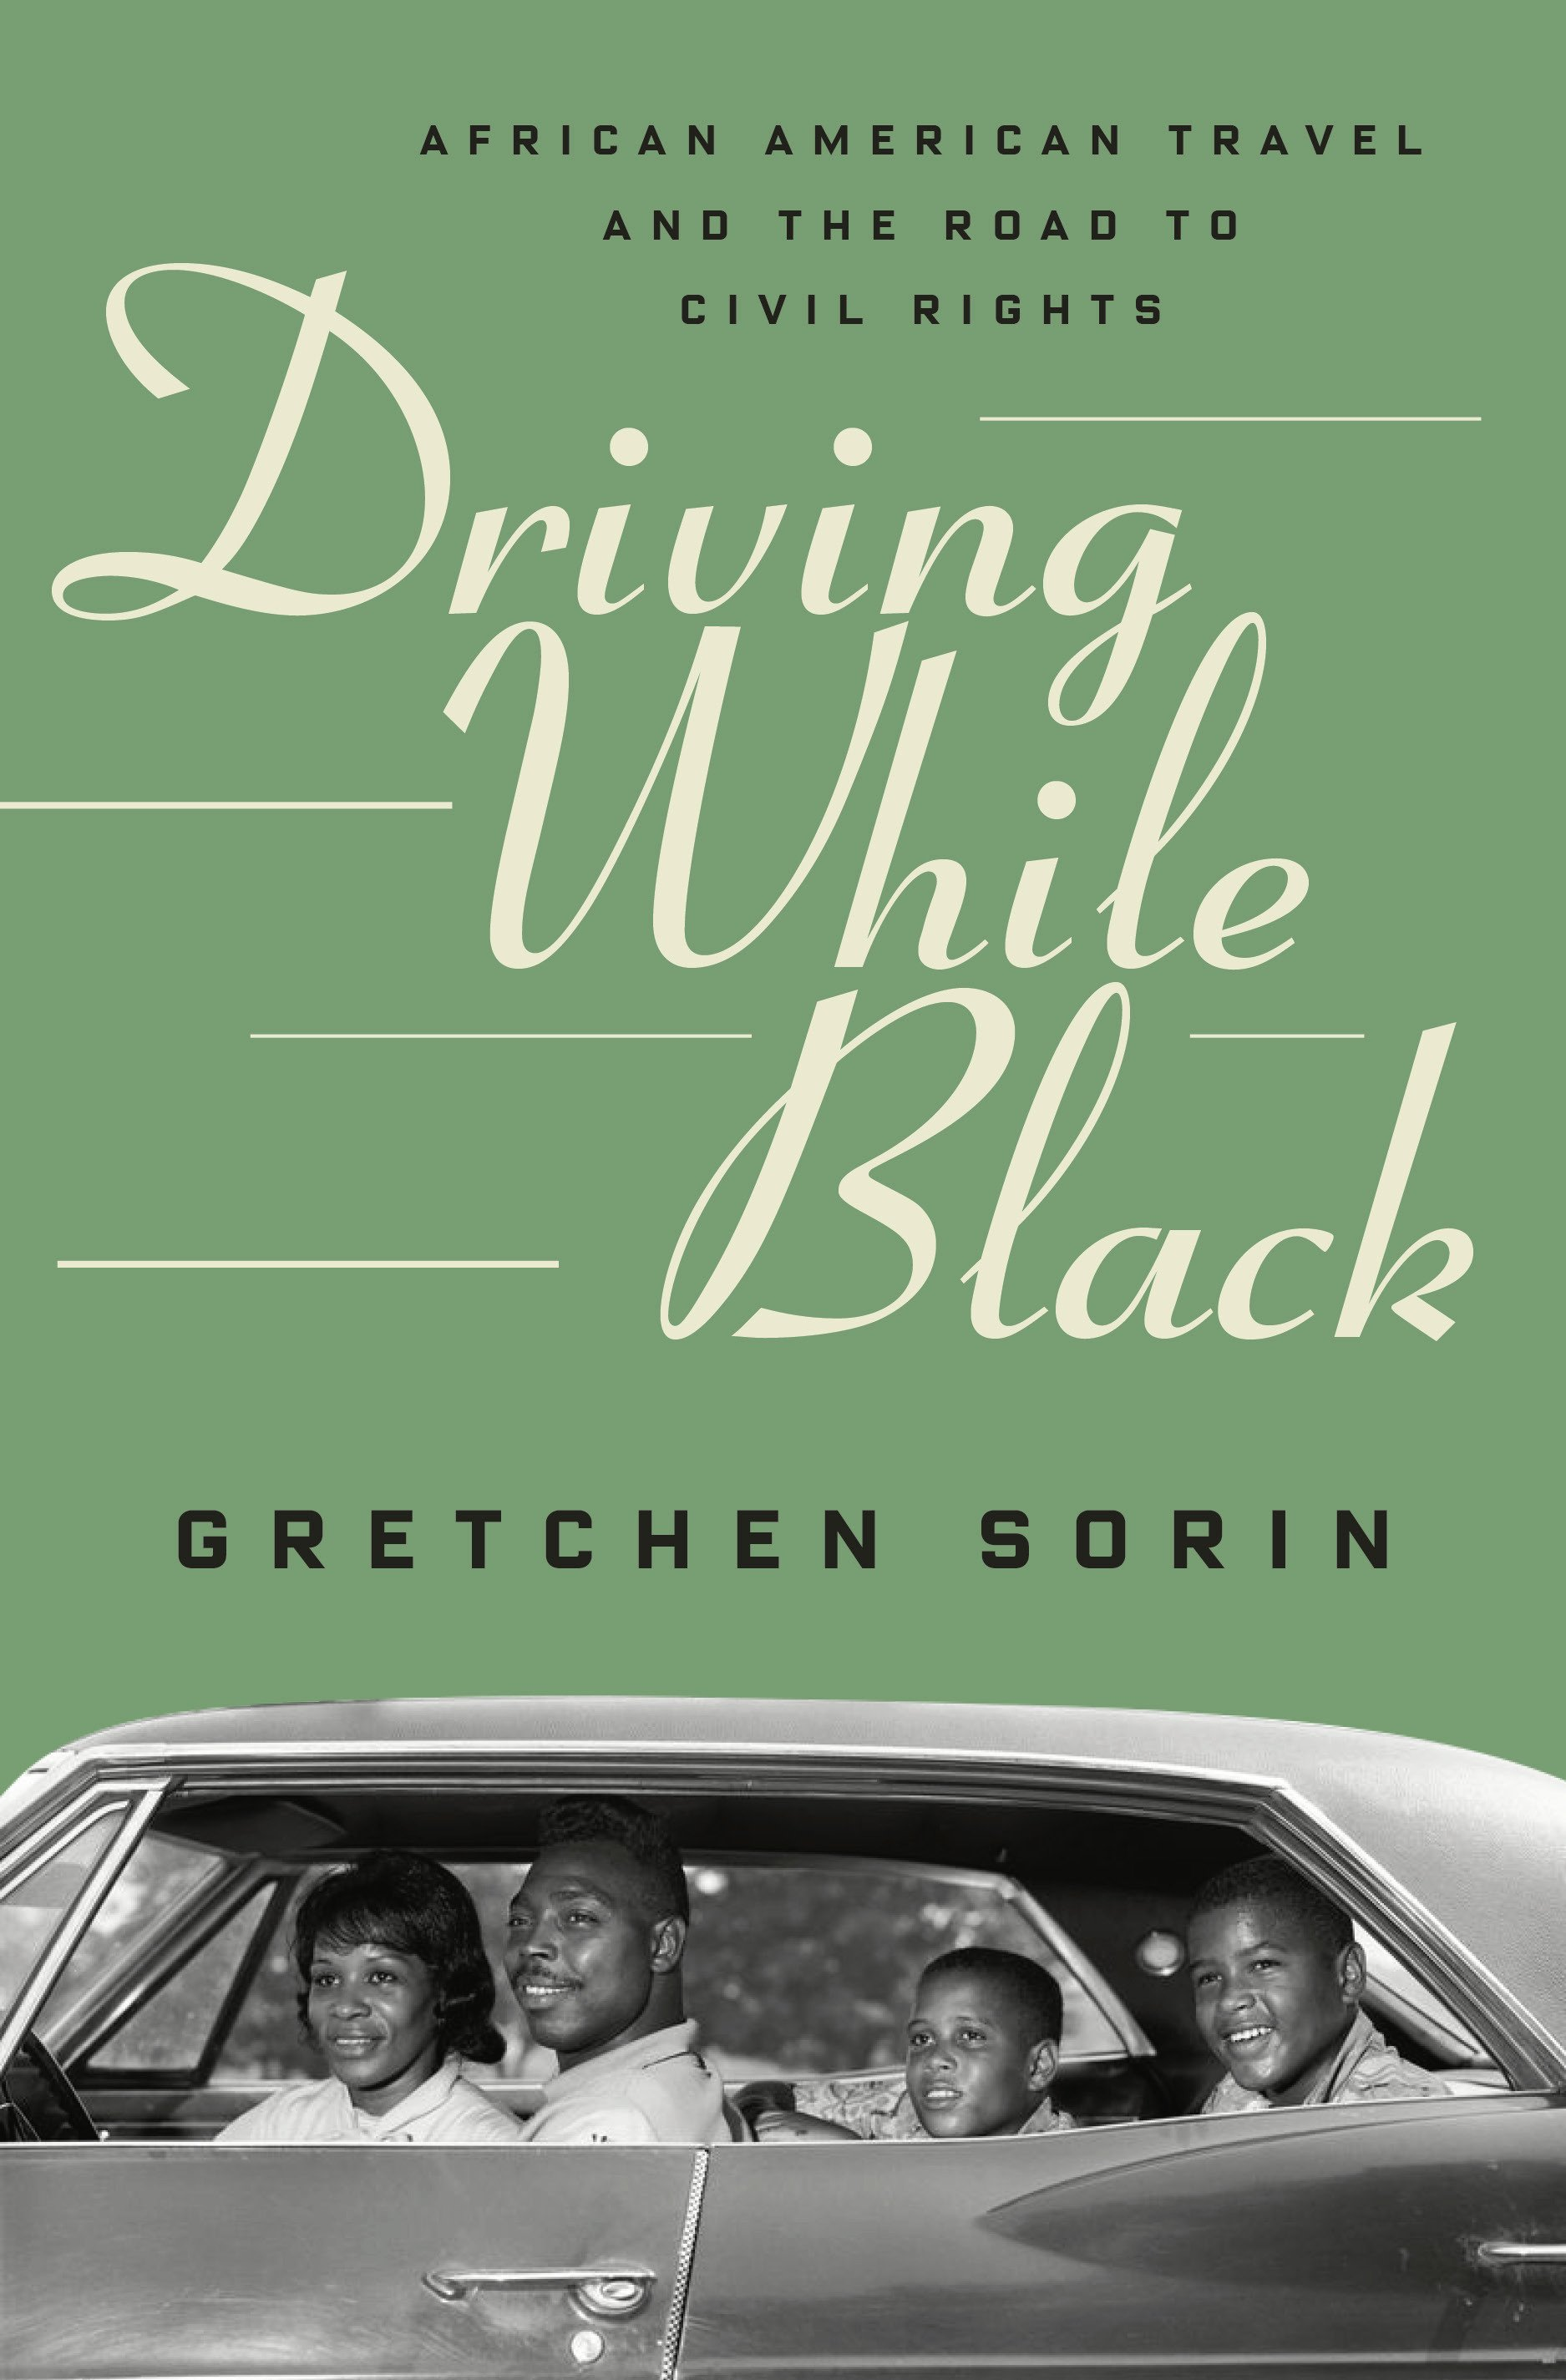 AFRICAN AMERICAN TRAVEL
AND THE ROAD TO
CIVIL RIGHTS
Driving
While
Black
GRETCHEN SORIN